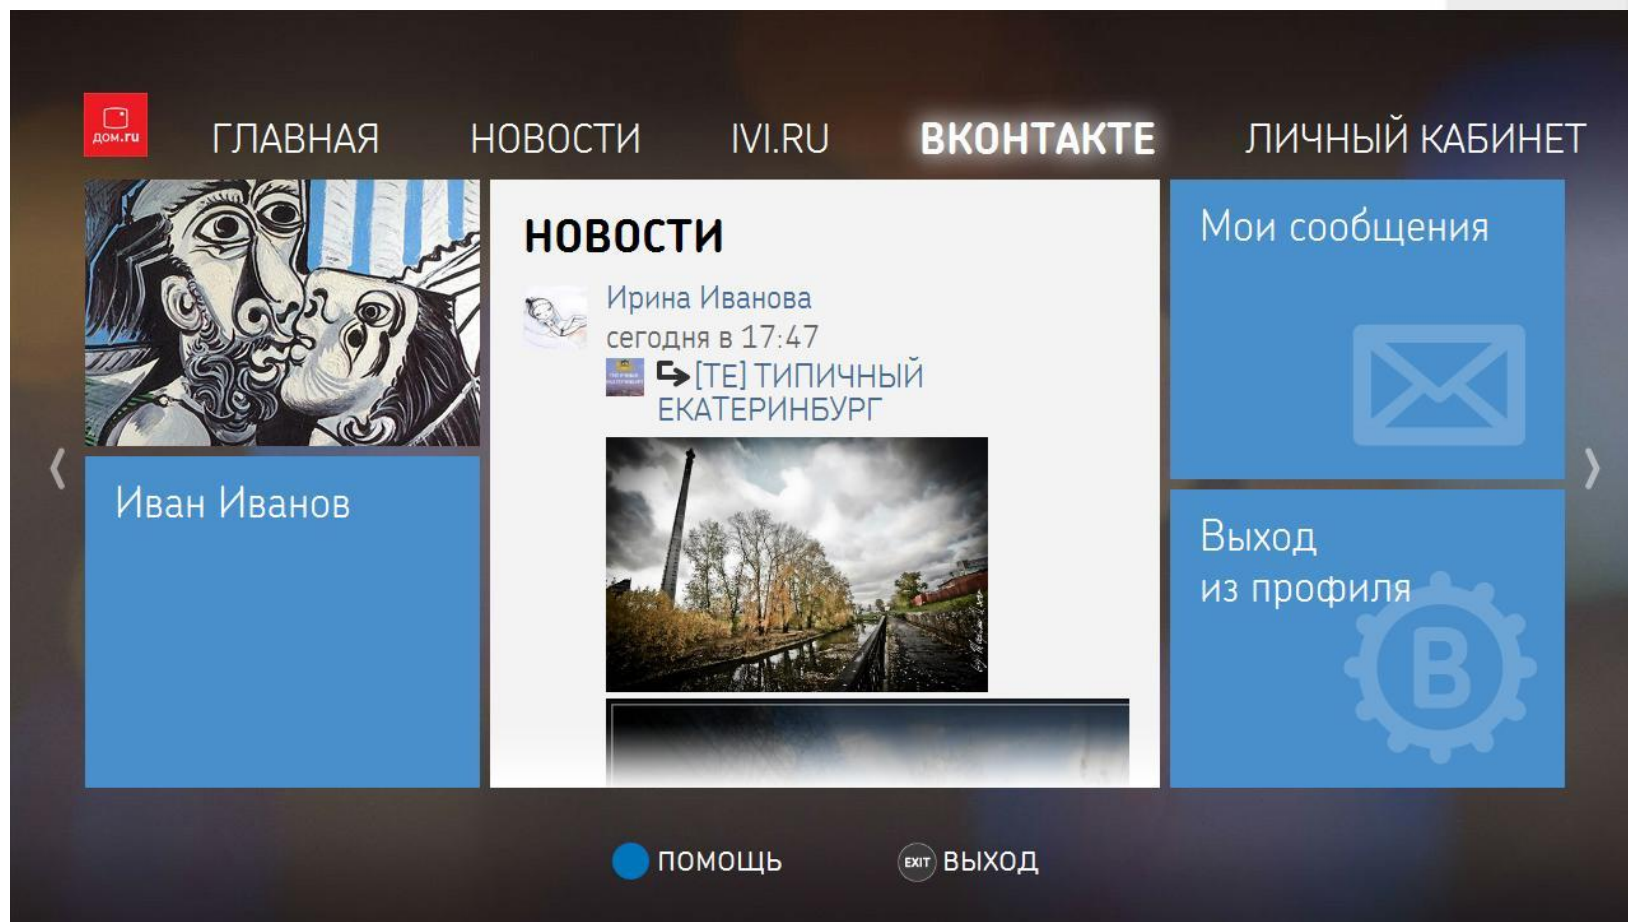 дом.ru
ГЛАВНАЯ
НОВОСТИ
IVI.RU
ВКОНТАКТЕ
ЛИЧНЫЙ КАБИНЕТ
Иван Иванов
НОВОСТИ
Ирина Иванова
сегодня в 17:47
[ТЕ] ТИПИЧНЫЙ
ЕКАТЕРИНБУРГ
Мои сообщения
Выход
из профиля
В
ПОМОЩЬ
EXIT ВЫХОД